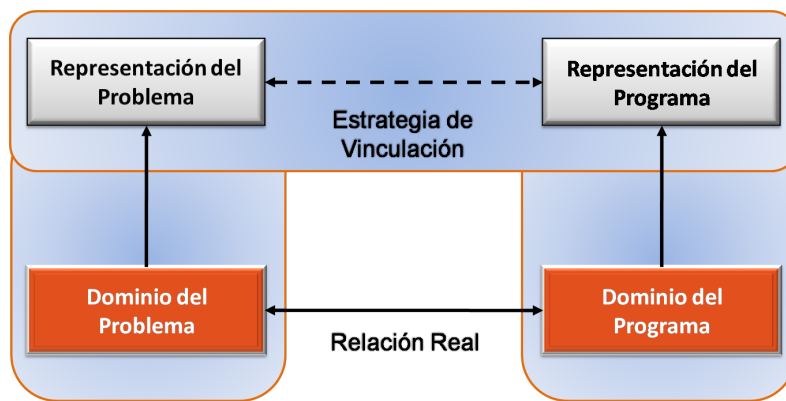 Representación del
Problema
Representación del
Programa
Estrategia de
Vinculación
Dominio del
Problema
Dominio del
Programa
Relación Real